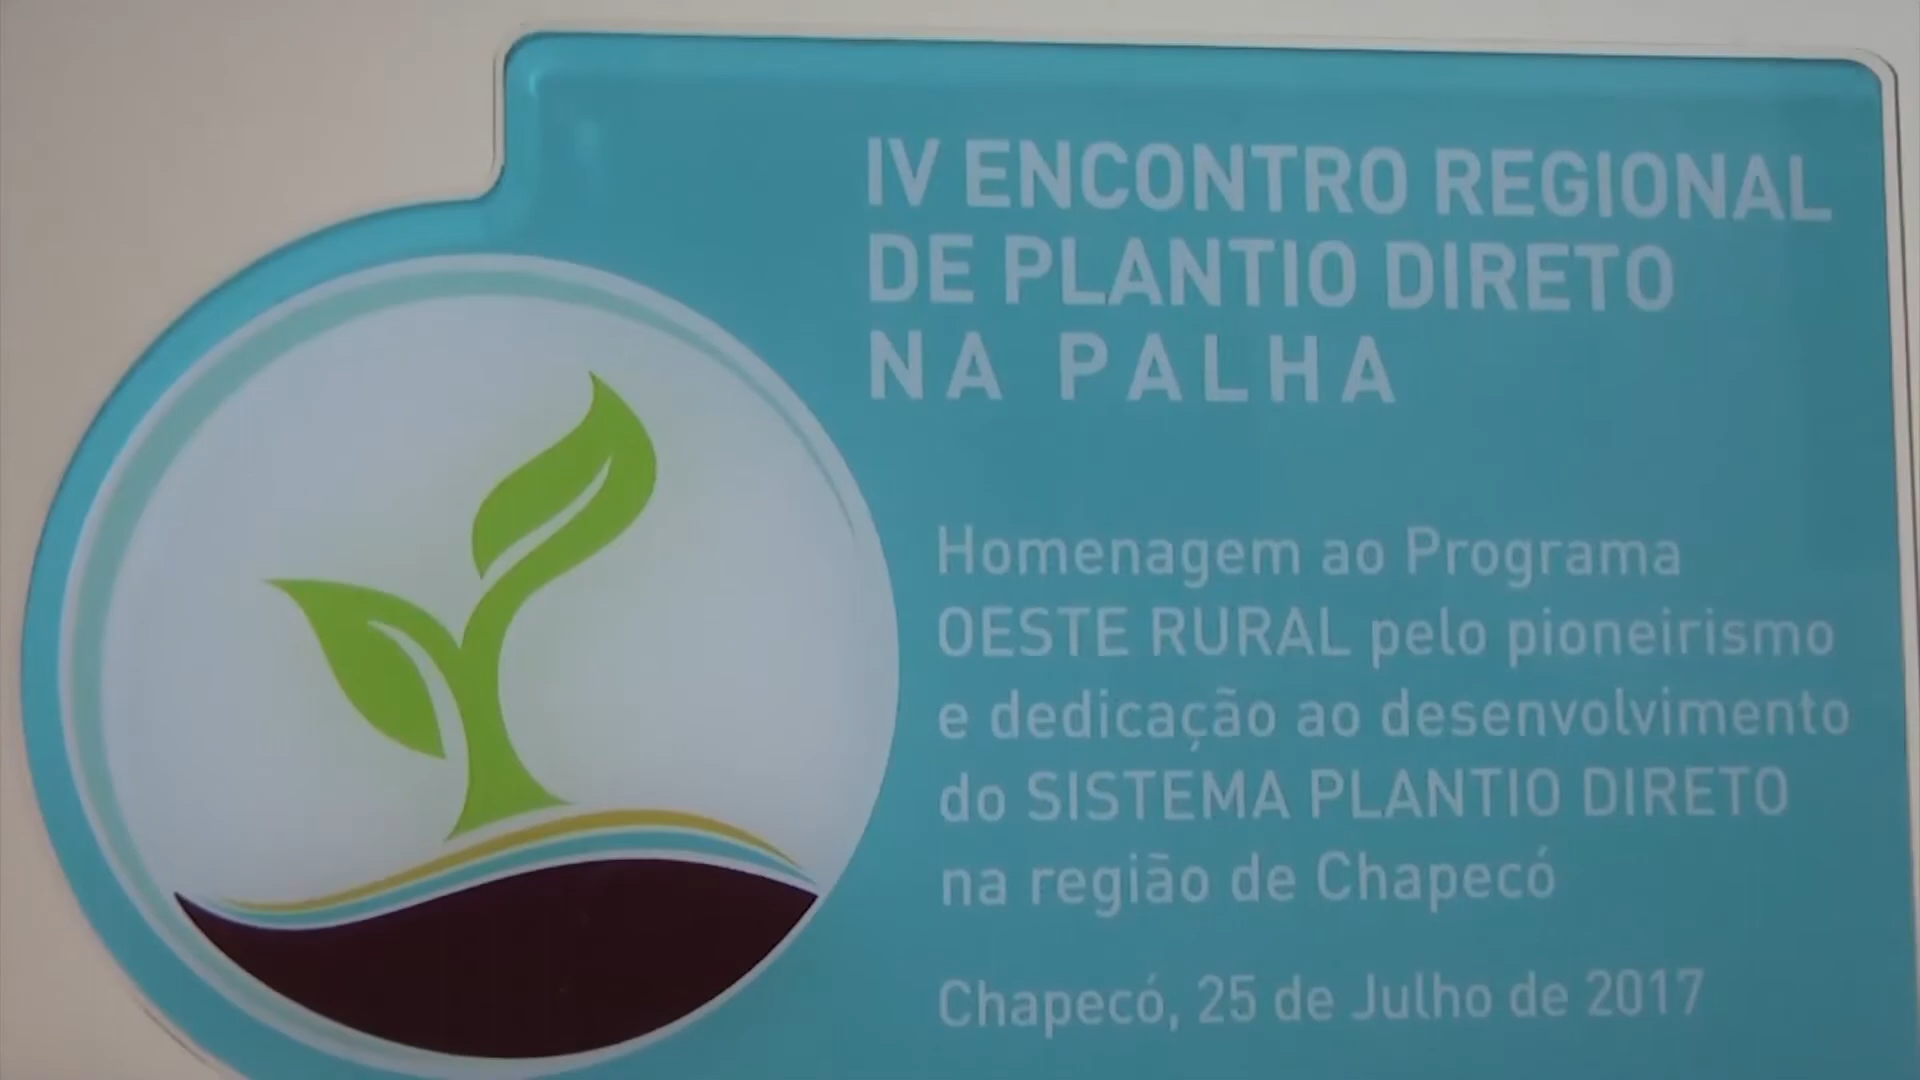 IV ENCONTRO REGIONAL
DE PLANTIO DIRETO
NA PALHA
Homenagem ao Programa
OESTE RURAL pelo pioneirismo
e dedicação ao desenvolvimento
do SISTEMA PLANTIO DIRETO
na região de Chapecó
Chapecó, 25 de Julho de 2017